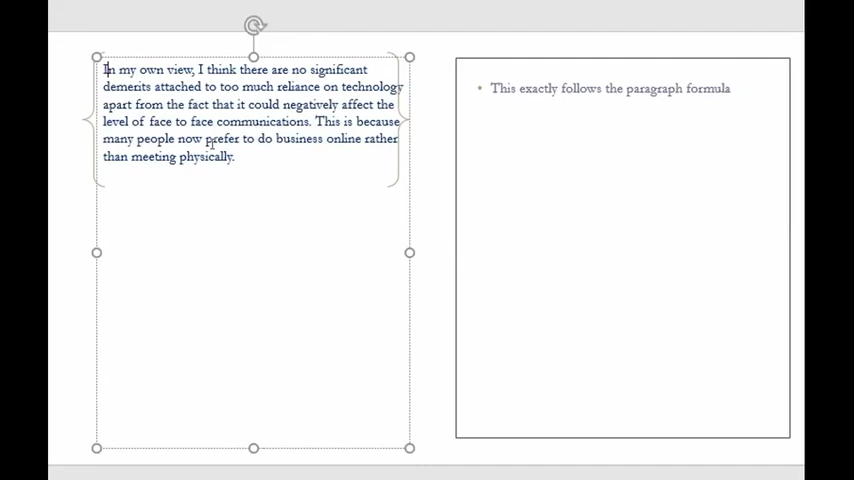 In my own view, I think there are no significant
demerits attached to too much reliance on technology
apart from the fact that it could negatively affect the
level of face to face communications. This is because
many people now prefer to do business online rather
than meeting physically.
• This exactly follows the paragraph formula